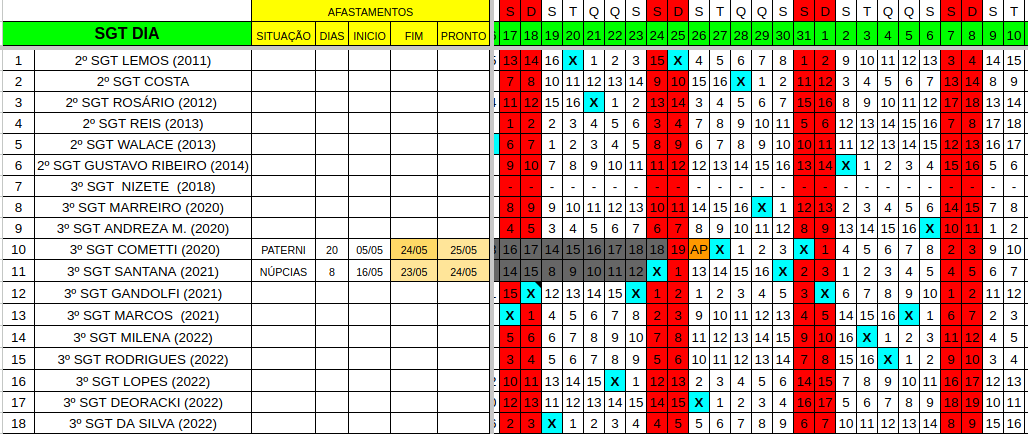 AFASTAMENTOS S D S T Q Q S S D S T Q Q S S D S T Q Q S S D S T
SGT DIA SITUAÇÃO DIAS INICIO FIM PRONTO 17 18 19 20 21 22 23 24 25 26 27 28 29 30 31 1 2 3 4 5 6 7 8 9 10
1 2º SGT LEMOS (2011) 13 14 16 X 1 2 3 15 X 4 5 6 7 8 1 2 9 10 11 12 13 3 4 14 15
2 2º SGT COSTA 7 8 10 11 12 13 14 9 10 15 16 X 1 2 11 12 3 4 5 6 7 13 14 8 9
3 2º SGT ROSÁRIO (2012) 11 12 15 16 X 1 2 13 14 3 4 5 6 7 15 16 8 9 10 11 12 17 18 13 14
4 2º SGT REIS (2013) 1 2 2 3 4 5 6 3 4 7 8 9 10 11 5 6 12 13 14 15 16 7 8 17 18
5 2º SGT WALACE (2013) 6 7 1 2 3 4 5 8 9 6 7 8 9 10 10 11 11 12 13 14 15 12 13 16 17
6 2º SGT GUSTAVO RIBEIRO (2014) 9 10 7 8 9 10 11 11 12 12 13 14 15 16 13 14 X 1 2 3 4 15 16 5 6
7 3º SGT NIZETE (2018) - - - - - - - - - - - - - - - - - - - - - - - - -
8 3º SGT MARREIRO (2020) 8 9 9 10 11 12 13 10 11 14 15 16 X 1 12 13 2 3 4 5 6 14 15 7 8
9 3º SGT ANDREZA M. (2020) 4 5 3 4 5 6 7 6 7 8 9 10 11 12 8 9 13 14 15 16 X 10 11 1 2
10 3º SGT COMETTI (2020) PATERNI 20 05/05 24/05 25/05 16 17 14 15 16 17 18 18 19 AP X 1 2 3 X 1 4 5 6 7 8 2 3 9 10
11 3º SGT SANTANA (2021) NÚPCIAS 8 16/05 23/05 24/05 14 15 8 9 10 11 12 X 1 13 14 15 16 X 2 3 1 2 3 4 5 4 5 6 7
12 3º SGT GANDOLFI (2021) 15 X 12 13 14 15 X 1 2 1 2 3 4 5 3 X 6 7 8 9 10 1 2 11 12
13 3º SGT MARCOS (2021) X 1 4 5 6 7 8 2 3 9 10 11 12 13 4 5 14 15 16 X 1 6 7 2 3
14 3º SGT MILENA (2022) 5 6 6 7 8 9 10 7 8 11 12 13 14 15 9 10 16 X 1 2 3 11 12 4 5
15 3º SGT RODRIGUES (2022) 3 4 5 6 7 8 9 5 6 10 11 12 13 14 7 8 15 16 X 1 2 9 10 3 4
16 3º SGT LOPES (2022) 10 11 13 14 15 X 1 12 13 2 3 4 5 6 14 15 7 8 9 10 11 16 17 12 13
17 3º SGT DEORACKI (2022) 12 13 11 12 13 14 15 14 15 X 1 2 3 4 16 17 5 6 7 8 9 18 19 10 11
18 3º SGT DA SILVA (2022) 2 3 X 1 2 3 4 4 5 5 6 7 8 9 6 7 10 11 12 13 14 8 9 15 16